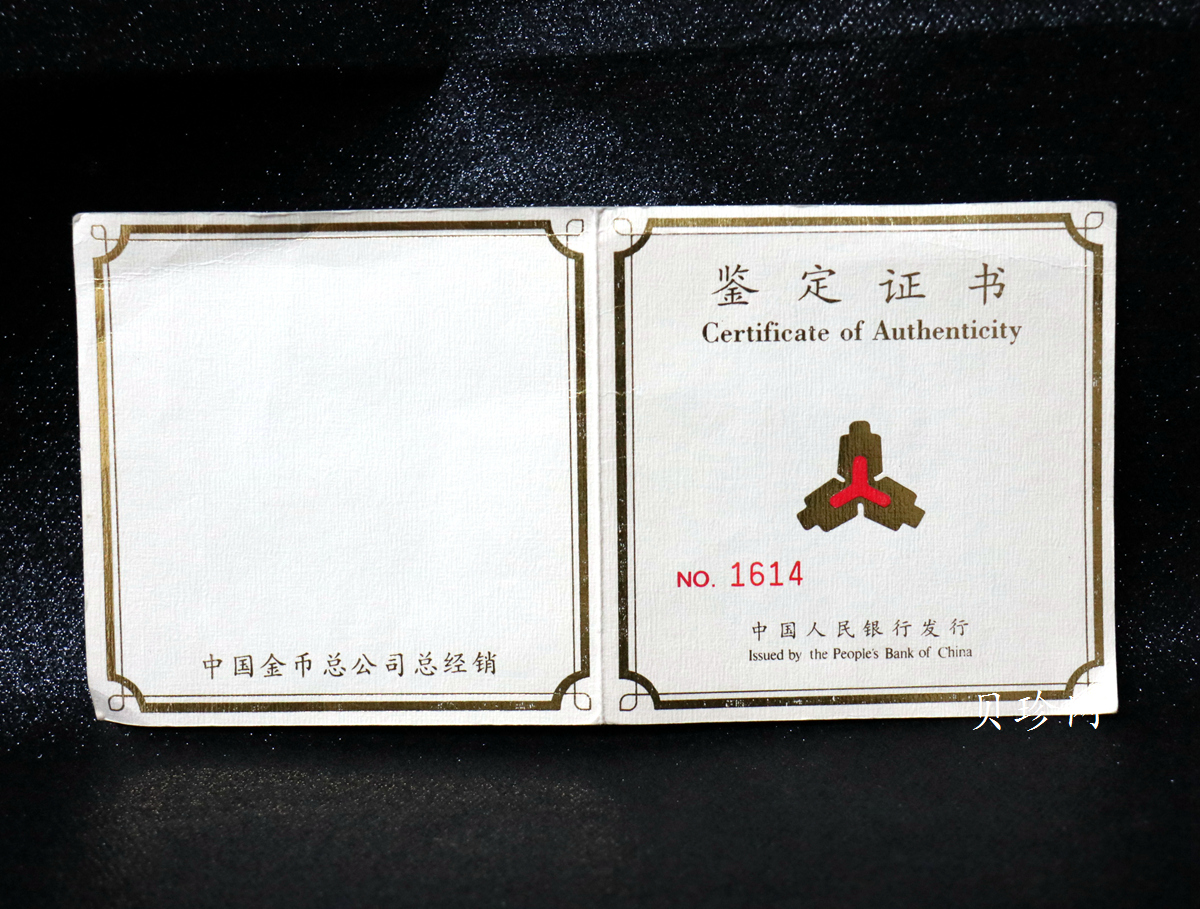 中国金币总公司总经销
鉴定证书
Certificate of Authenticity
NO. 1614
中国人民银行发行
Issued by the People's Bank of China
贝珍网